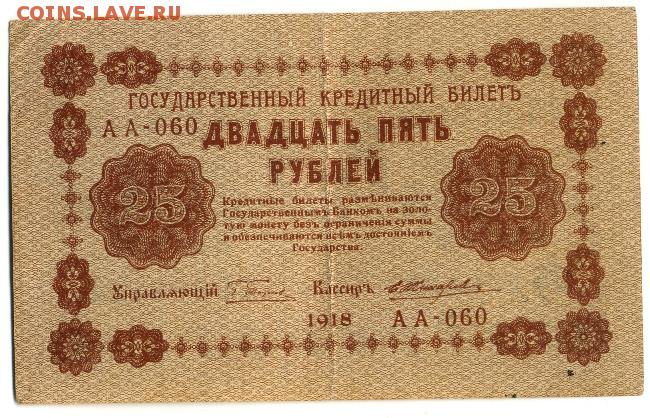 COINS.LAVE.RU
ГОСУДАРСТВЕННЫЙ КРЕДИТНЫЙ БИЛЕТЪ
АА-060
ДВАДЦАТЬ ПЯТЬ
РУБЛЕЙ
25
25
Кредитные билеты размѣниваются
Государственнымъ Банкомъ на золо-
тую монету безъ ограниченія суммы
и обезпечиваются всѣмъ достояніемъ
Государства.
Управляющій
Кассиръ
1918
АА-060